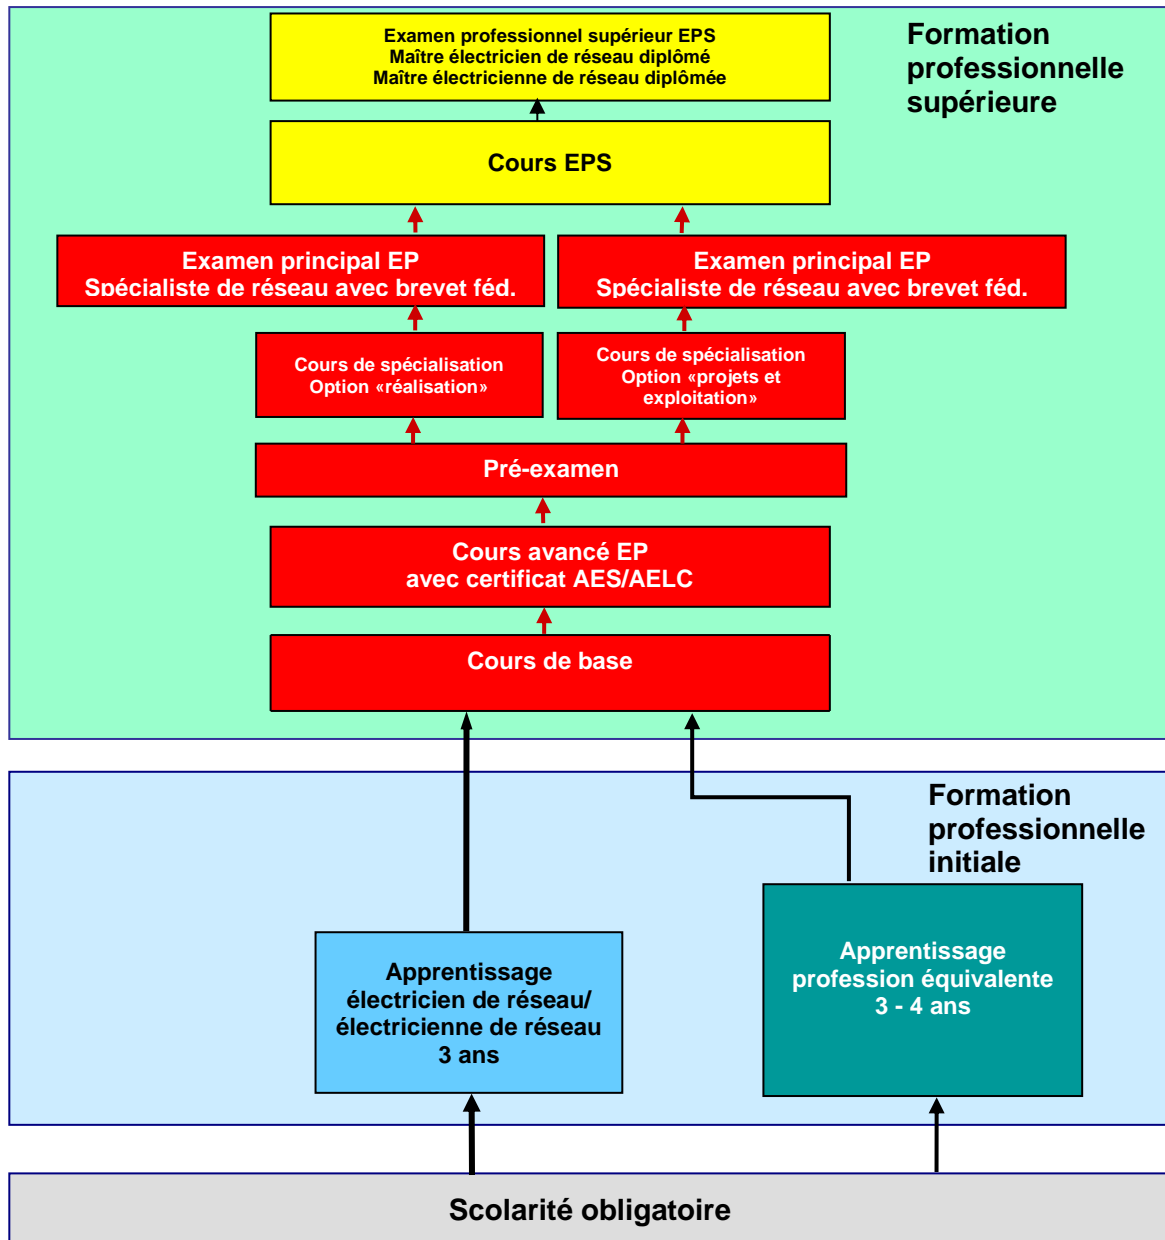 Examen professionnel supérieur EPS
Maître électricien de réseau diplômé
Maître électricienne de réseau diplômée
Formation
professionnelle
supérieure
Cours EPS
Examen principal EP
Spécialiste de réseau avec brevet féd.
Examen principal EP
Spécialiste de réseau avec brevet féd.
Cours de spécialisation
Option «réalisation»
Cours de spécialisation
Option «projets et
exploitation»
Pré-examen
Cours avancé EP
avec certificat AES/AELC
Cours de base
Formation
professionnelle
initiale
Apprentissage
électricien de réseau/
électricienne de réseau
3 ans
Apprentissage
profession équivalente
3 - 4 ans
Scolarité obligatoire